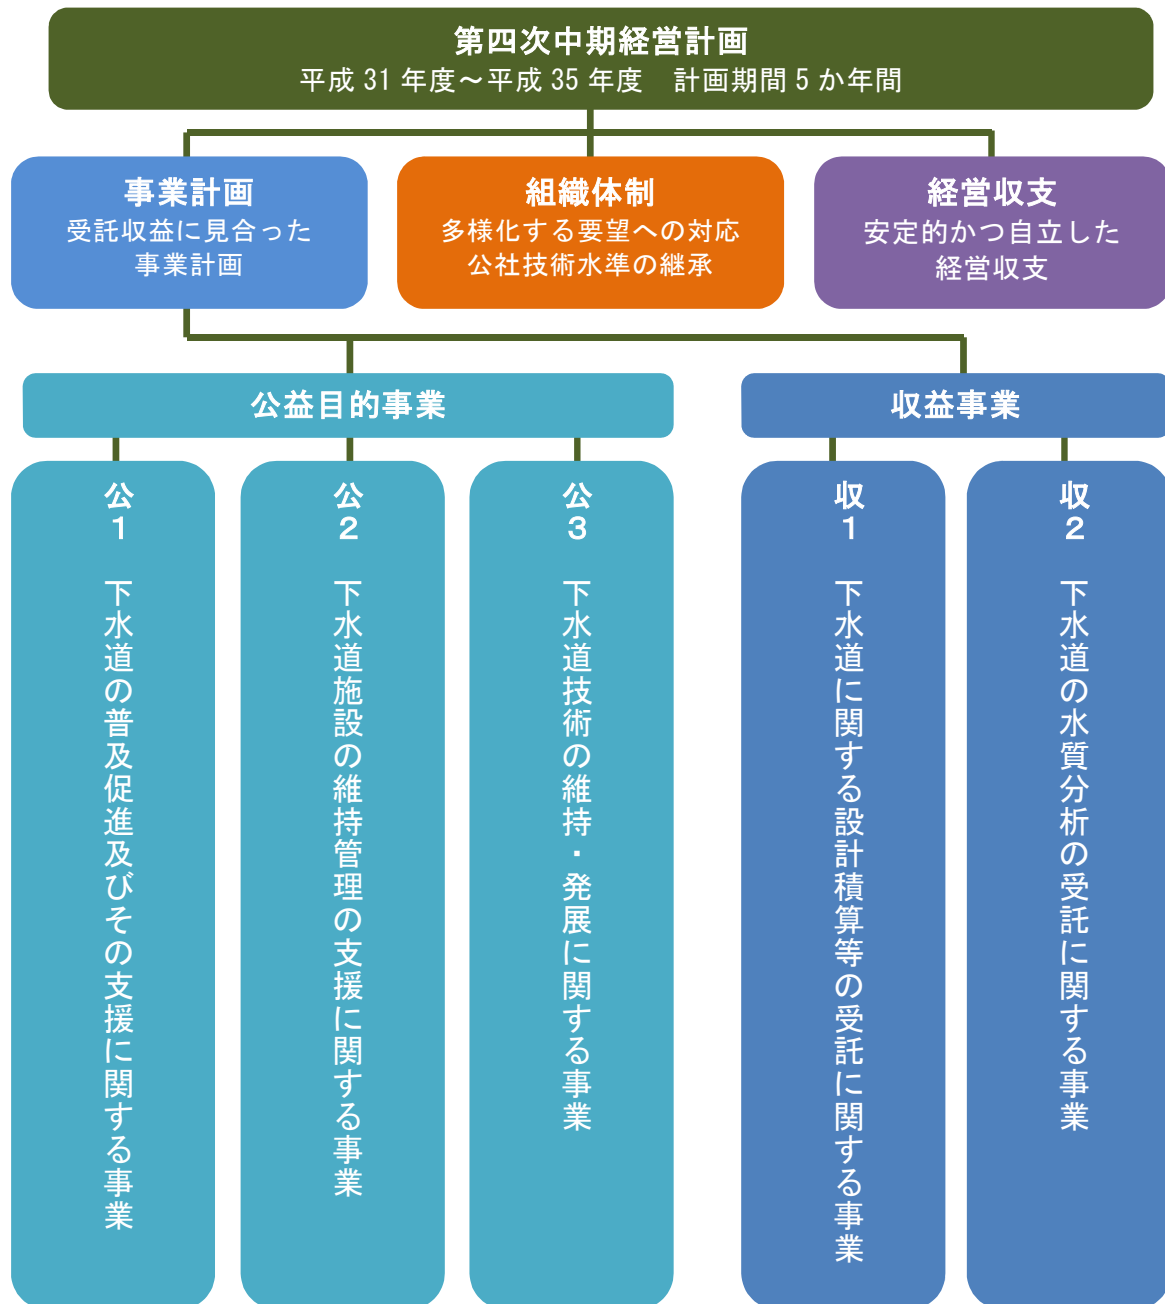 第四次中期経営計画
平成 31 年度～平成 35 年度　計画期間 5 か年間
事業計画
受託収益に見合った
事業計画
組織体制
多様化する要望への対応
公社技術水準の継承
経営収支
安定的かつ自立した
経営収支
公益目的事業
収益事業
公１　下水道の普及促進及びその支援に関する事業
公２　下水道施設の維持管理の支援に関する事業
公３　下水道技術の維持・発展に関する事業
収１　下水道に関する設計積算等の受託に関する事業
収２　下水道の水質分析の受託に関する事業